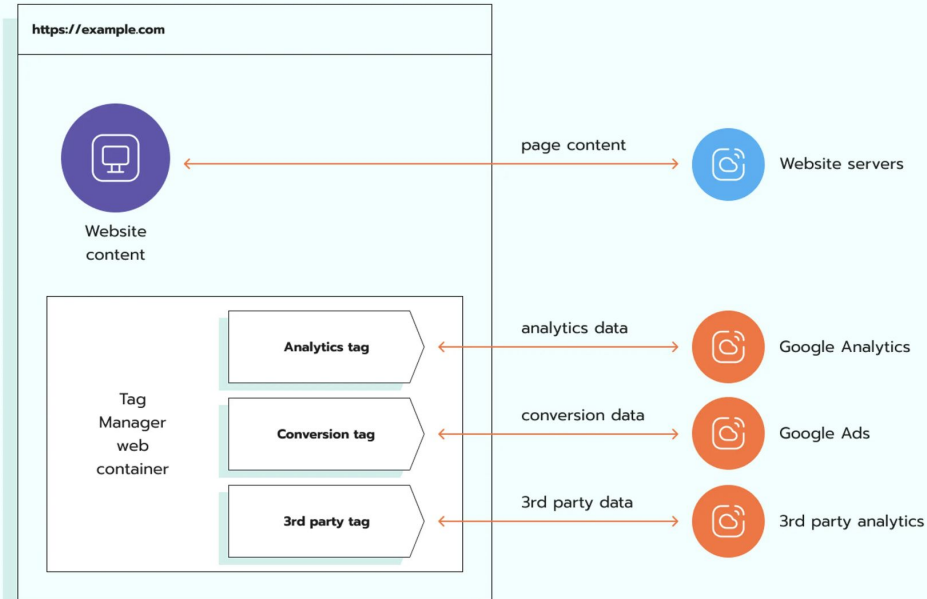 https://example.com
page content
Website servers
Website
content
analytics data
Analytics tag
Google Analytics
Tag
Manager
web
container
conversion data
Conversion tag
Google Ads
3rd party data
3rd party tag
3rd party analytics